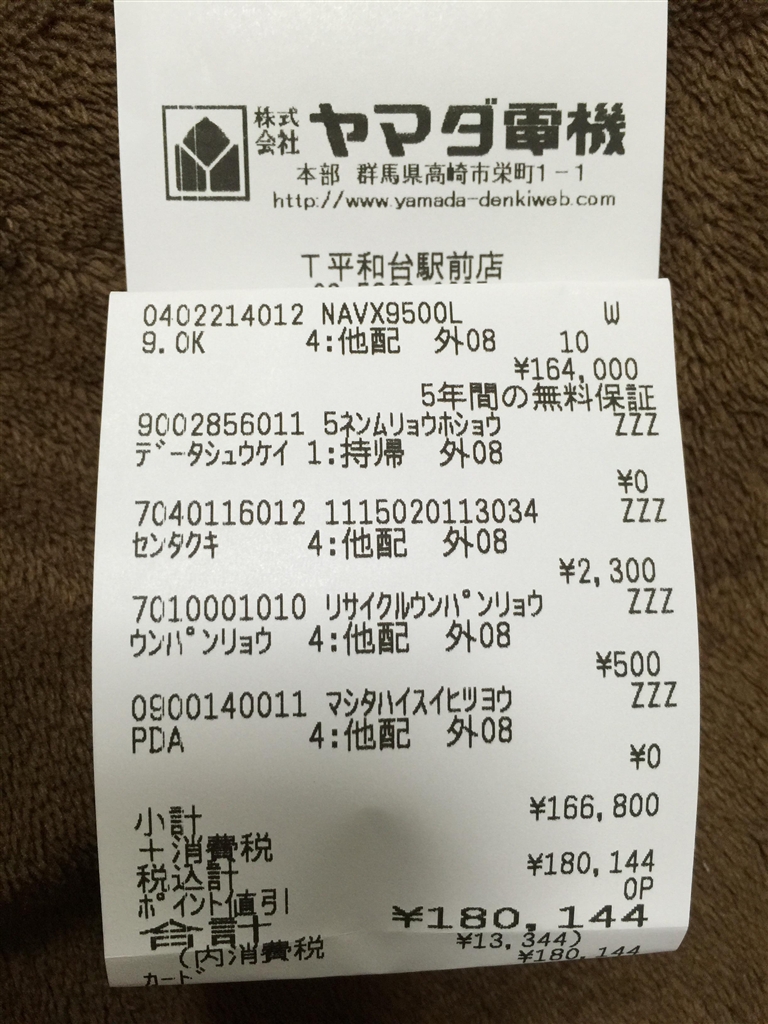 株式会社 ヤマダ電機
本部 群馬県高崎市栄町1-1
http://www.yamada-denkiweb.com
T平和台駅前店
0402214012 NAVX9500L W
9.0K 4:他配 外08 10
¥164,000
5年間の無料保証
9002856011 5ネンムリョウホショウ ZZZ
データシュウケイ 1:持帰 外08
¥0
7040116012 1115020113034 ZZZ
センタクキ 4:他配 外08
¥2,300
7010001010 リサイクルウンパンリョウ ZZZ
ウンパンリョウ 4:他配 外08
¥500
0900140011 マシタハイスイヒツヨウ ZZZ
PDA 4:他配 外08
¥0
小計 ¥166,800
+消費税
税込計 ¥180,144
ポイント値引 0P
合計 ¥180,144
(内消費税 ¥13,344)
カード ¥180,144